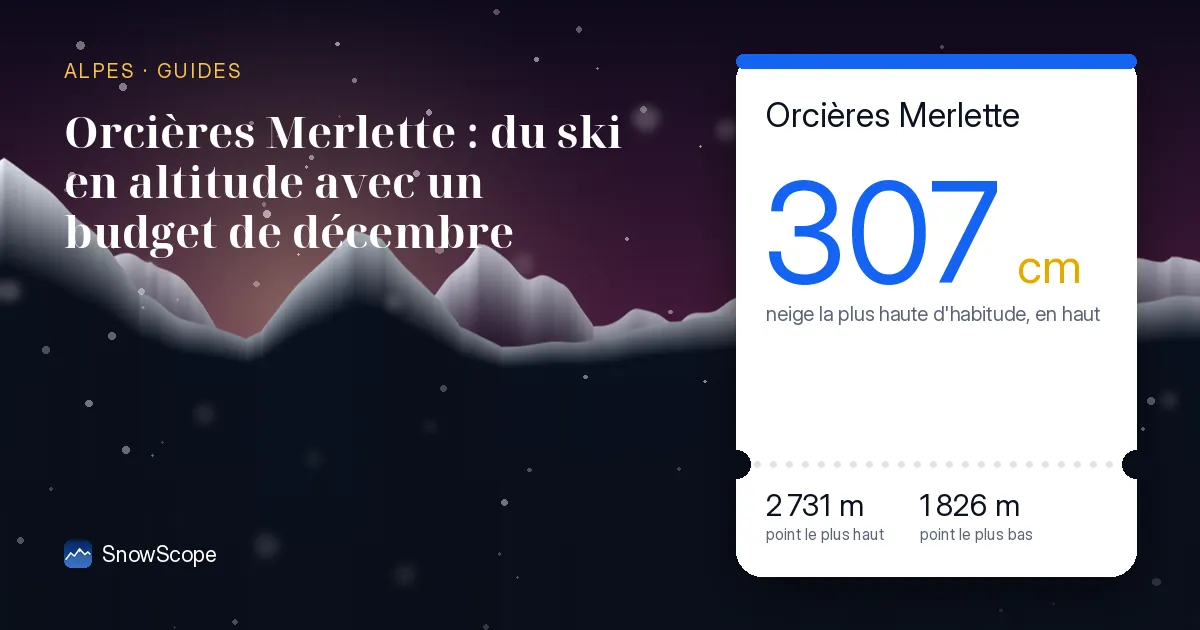 ALPES · GUIDES
Orcières Merlette : du ski
en altitude avec un
budget de décembre
SnowScope
Orcières Merlette
307 cm
neige la plus haute d'habitude, en haut
2 731 m
point le plus haut
1 826 m
point le plus bas